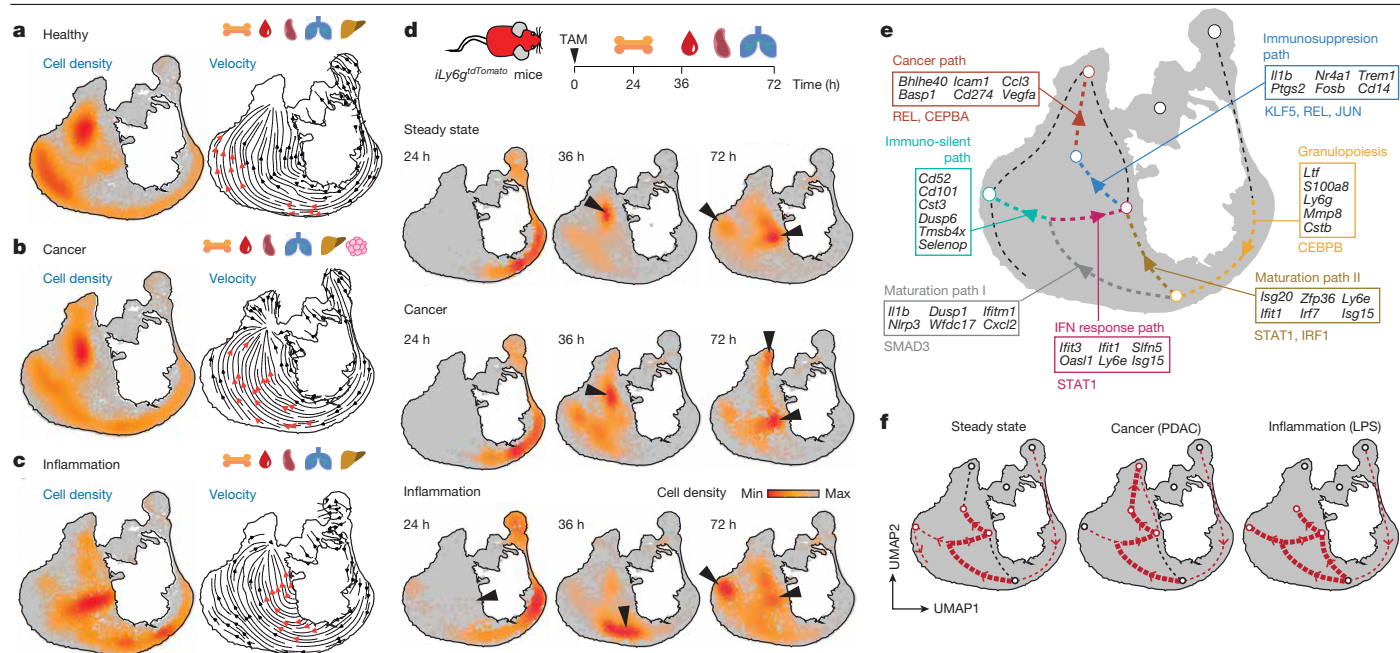 a
Healthy
Cell density
Velocity
b
Cancer
Cell density
Velocity
c
Inflammation
Cell density
Velocity
d
iLy6g^tdTomato mice
TAM
0
24
36
72
Time (h)
Steady state
24 h
36 h
72 h
Cancer
24 h
36 h
72 h
Inflammation
Cell density
Min
Max
24 h
36 h
72 h
e
Cancer path
Bhlhe40 Icam1 Ccl3
Basp1 Cd274 Vegfa
REL, CEPBA
Immunosuppresion
path
Il1b Nr4a1 Trem1
Ptgs2 Fosb Cd14
KLF5, REL, JUN
Immuno-silent
path
Cd52
Cd101
Cst3
Dusp6
Tmsb4x
Selenop
Granulopoiesis
Ltf
S100a8
Ly6g
Mmp8
Cstb
CEBPB
Maturation path I
Il1b Dusp1 Ifitm1
Nlrp3 Wfdc17 Cxcl2
SMAD3
IFN response path
Ifit3 Ifit1 Slfn5
Oasl1 Ly6e Isg15
STAT1
Maturation path II
Isg20 Zfp36 Ly6e
Ifit1 Irf7 Isg15
STAT1, IRF1
f
Steady state
Cancer (PDAC)
Inflammation (LPS)
UMAP2
UMAP1